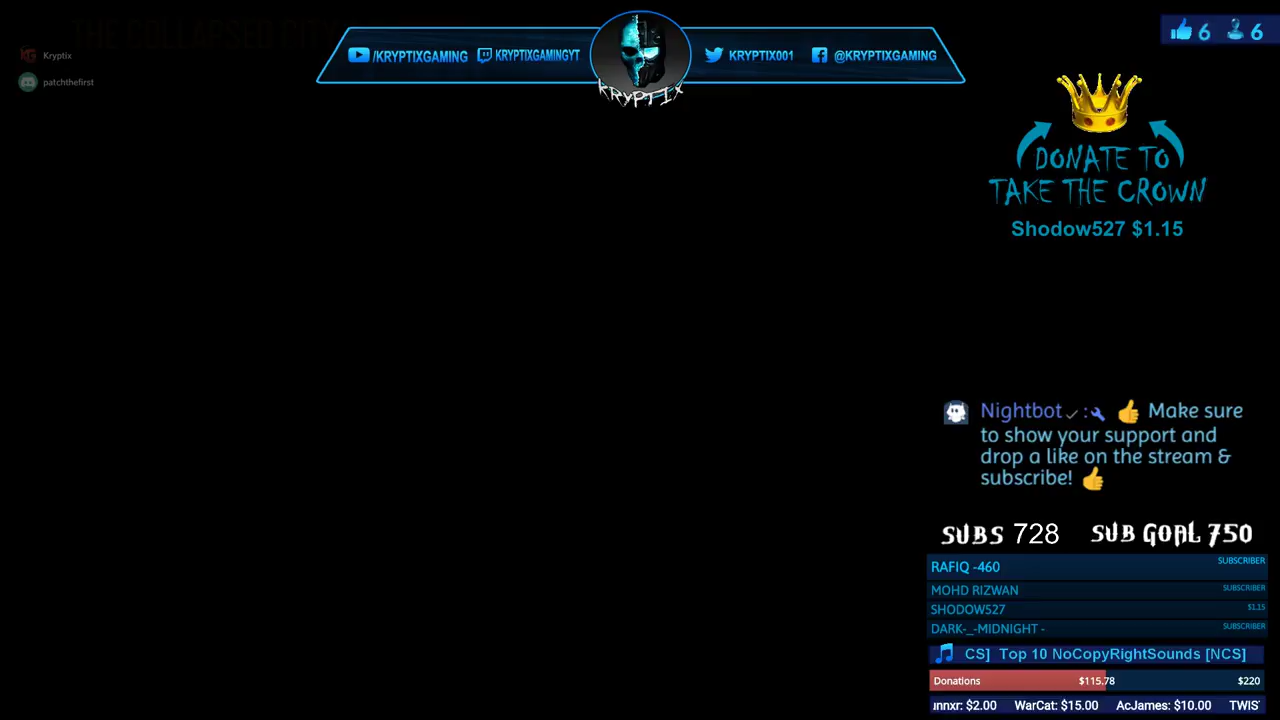 THE COLLAPSED CITY
Kryptix
patchthefirst
/KRYPTIXGAMING
KRYPTIXGAMINGYT
KRYPTIX
KRYPTIX001
@KRYPTIXGAMING
6
6
DONATE TO
TAKE THE CROWN
Shodow527 $1.15
Nightbot ✓ : 👍 Make sure
to show your support and
drop a like on the stream &
subscribe! 👍
SUBS 728
SUB GOAL 750
RAFIQ -460 SUBSCRIBER
MOHD RIZWAN SUBSCRIBER
SHODOW527 $1.15
DARK-_-MIDNIGHT - SUBSCRIBER
CS] Top 10 NoCopyRightSounds [NCS]
Donations $115.78 $220
WarCat: $15.00 AcJames: $10.00 TWIS